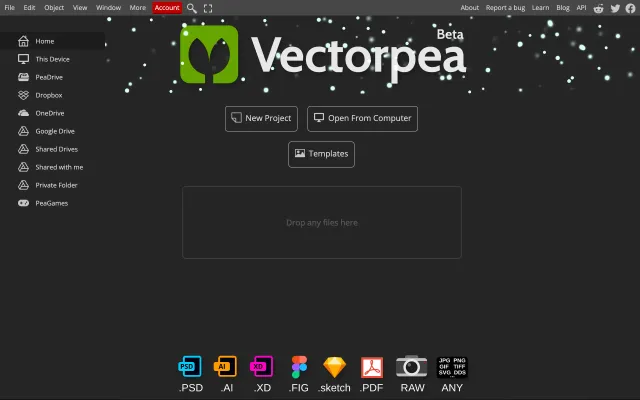 File Edit Object View Window More Account About Report a bug Learn Blog API
Home
This Device
PeaDrive
Dropbox
OneDrive
Google Drive
Shared Drives
Shared with me
Private Folder
PeaGames
Beta
Vectorpea
New Project Open From Computer
Templates
Drop any files here
AI XD JPG PNG
GIF TIFF
SVG DDS
.PSD .AI .XD .FIG .sketch .PDF RAW ANY